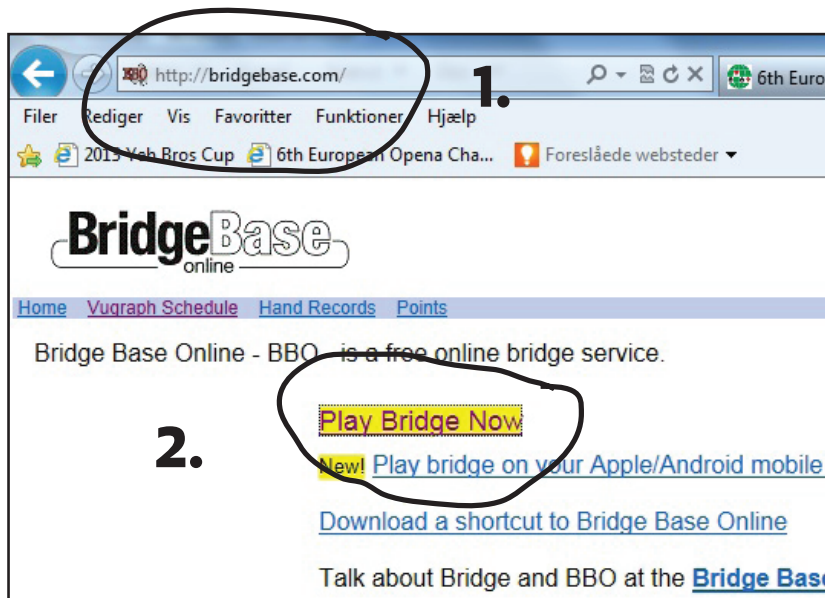 http://bridgebase.com/
1.
6th Euro
Filer Rediger Vis Favoritter Funktioner Hjælp
2013 Yeh Bros Cup 6th European Opena Cha... Foreslåede websteder
BridgeBase
online
Home Vugraph Schedule Hand Records Points
Bridge Base Online - BBO - is a free online bridge service.
Play Bridge Now
2.
New! Play bridge on your Apple/Android mobile
Download a shortcut to Bridge Base Online
Talk about Bridge and BBO at the Bridge Base